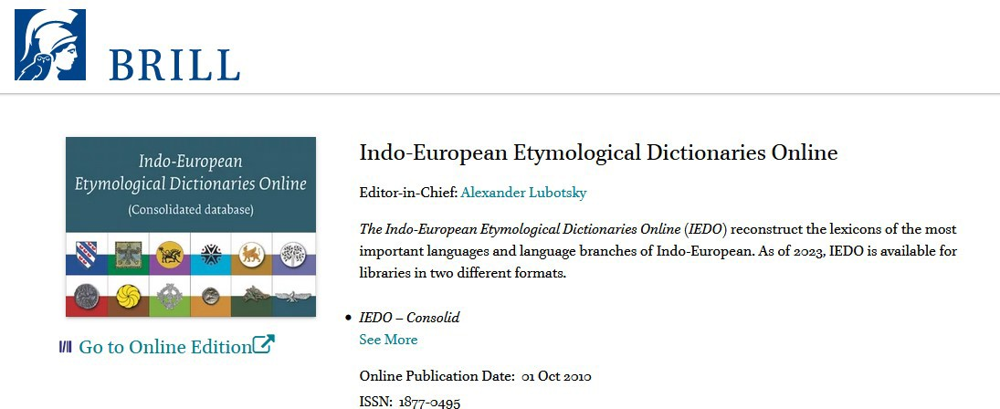 BRILL
Indo-European
Etymological Dictionaries Online
(Consolidated database)
Go to Online Edition
Indo-European Etymological Dictionaries Online
Editor-in-Chief: Alexander Lubotsky
The Indo-European Etymological Dictionaries Online (IEDO) reconstruct the lexicons of the most
important languages and language branches of Indo-European. As of 2023, IEDO is available for
libraries in two different formats.
• IEDO – Consolid
See More
Online Publication Date: 01 Oct 2010
ISSN: 1877-0495